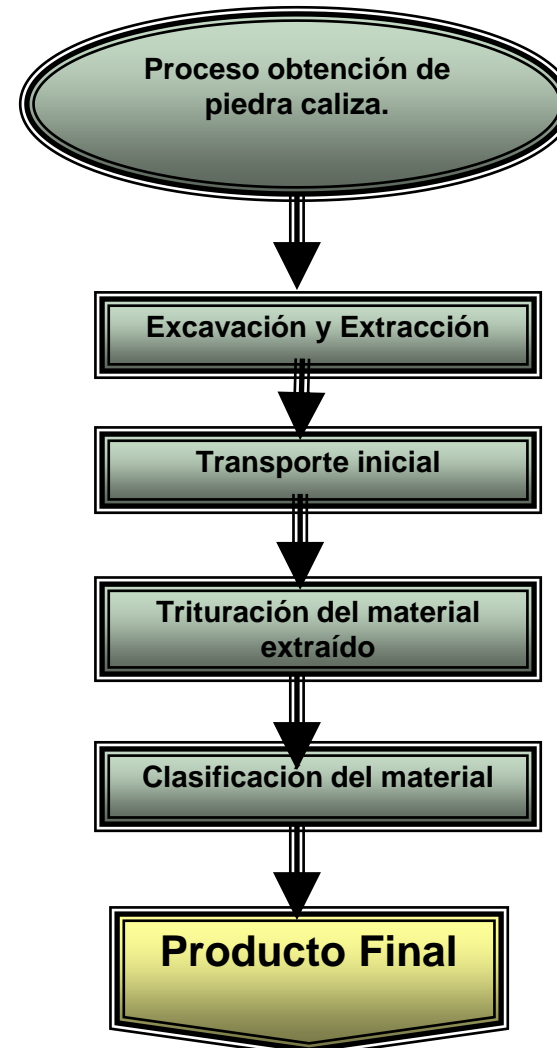 Proceso obtención de
piedra caliza.
Excavación y Extracción
Transporte inicial
Trituración del material
extraído
Clasificación del material
Producto Final